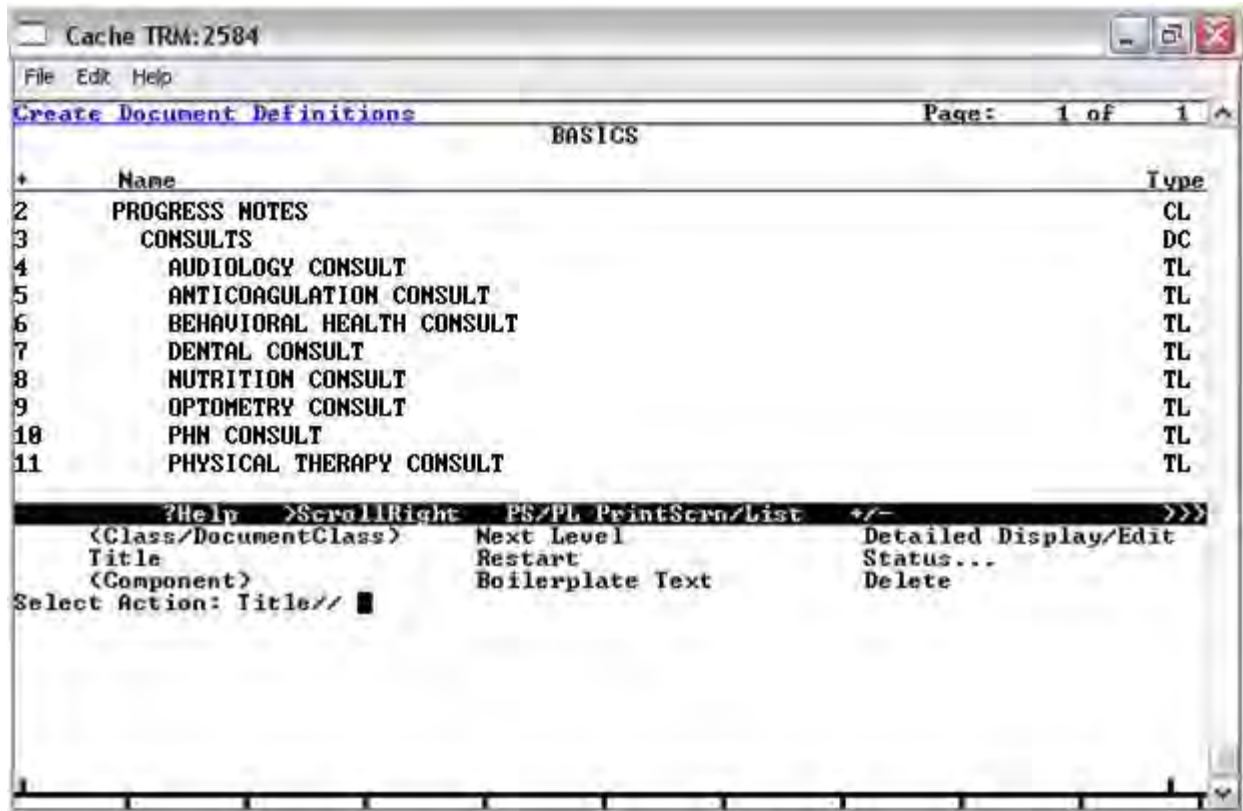 Cache TRM:2584
File Edit Help
Create Document Definitions Page: 1 of 1
BASICS
+ Name Type
2 PROGRESS NOTES CL
3 CONSULTS DC
4 AUDIOLOGY CONSULT TL
5 ANTICOAGULATION CONSULT TL
6 BEHAVIORAL HEALTH CONSULT TL
7 DENTAL CONSULT TL
8 NUTRITION CONSULT TL
9 OPTOMETRY CONSULT TL
10 PHN CONSULT TL
11 PHYSICAL THERAPY CONSULT TL
?Help >ScrollRight PS/PL PrintScrn/List +/- >>>
<Class/DocumentClass> Next Level Detailed Display/Edit
Title Restart Status...
<Component> Boilerplate Text Delete
Select Action: Title//